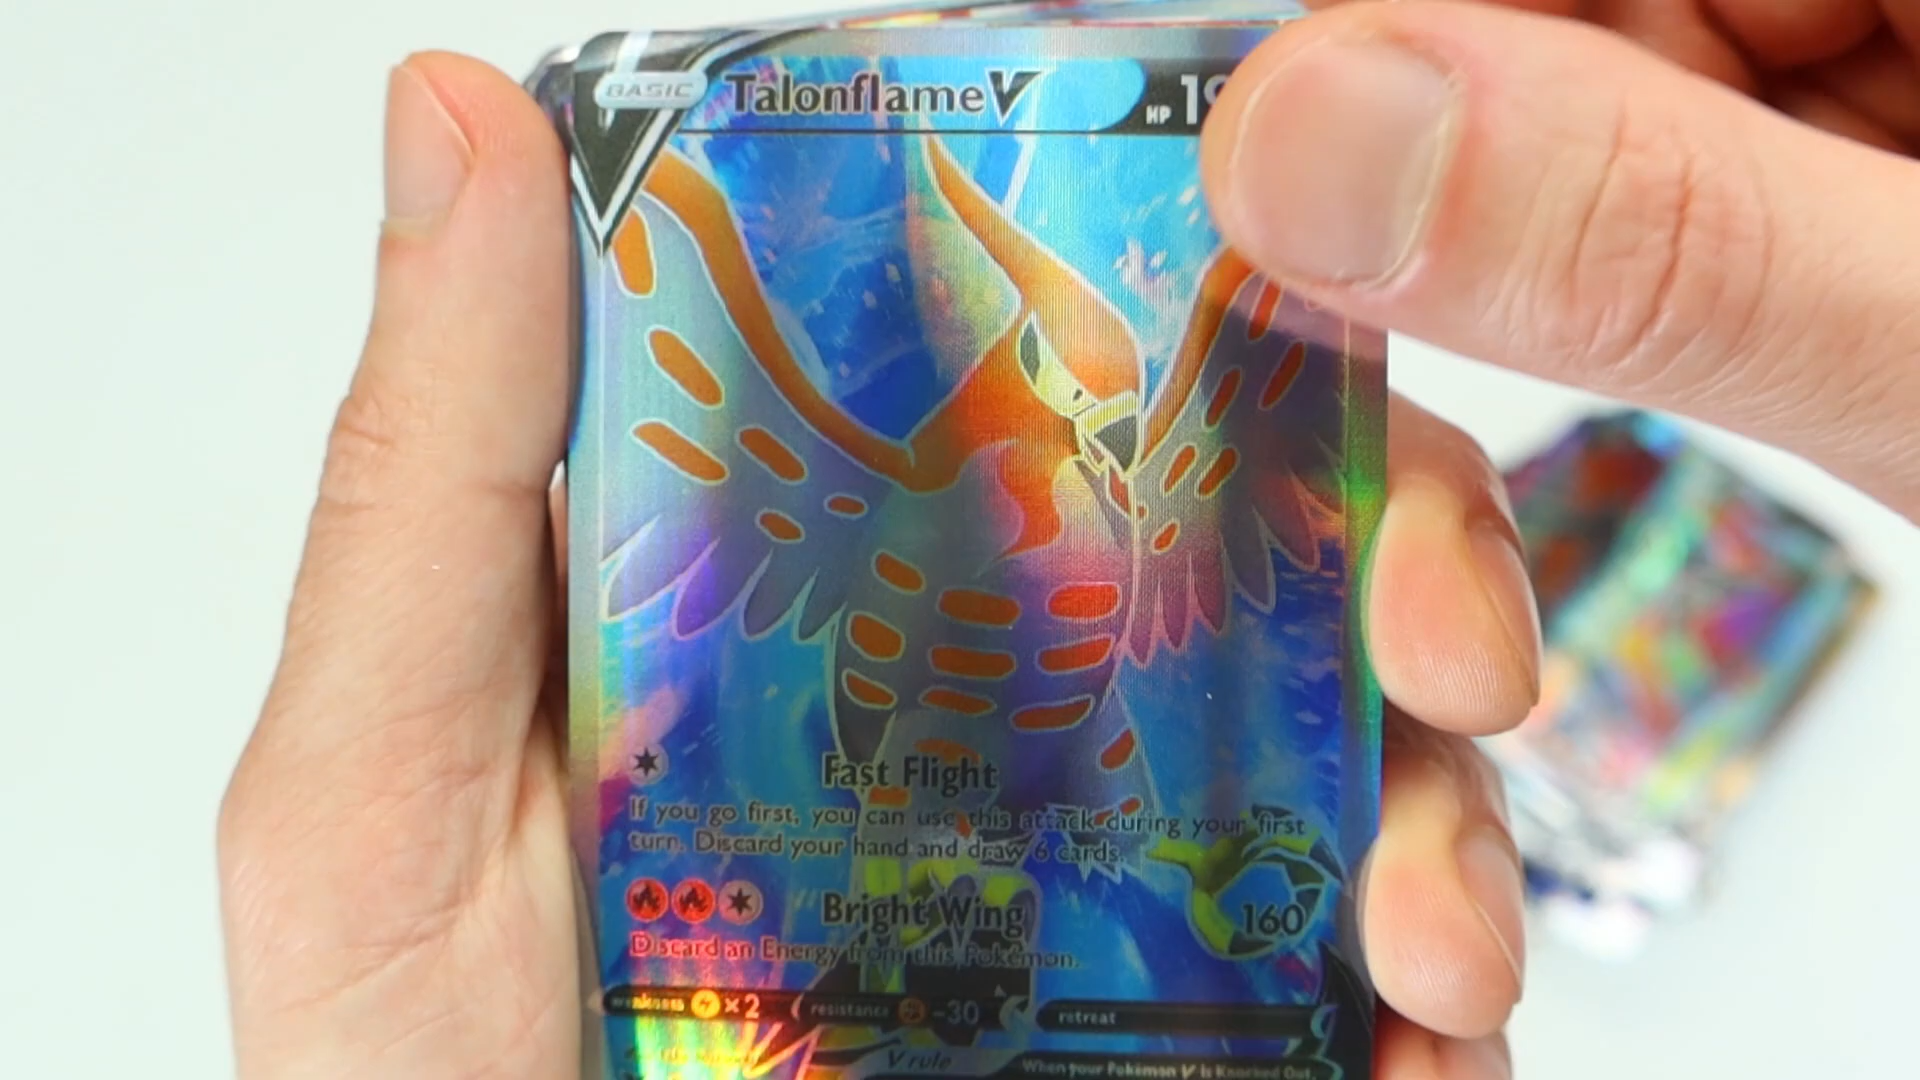 BASIC Talonflame V HP 19
Fast Flight
If you go first, you can use this attack during your first
turn. Discard your hand and draw 6 cards.
Bright Wing 160
Discard an Energy from this Pokémon.
weakness ×2 resistance -30 retreat
V rule When your Pokémon V is Knocked Out,